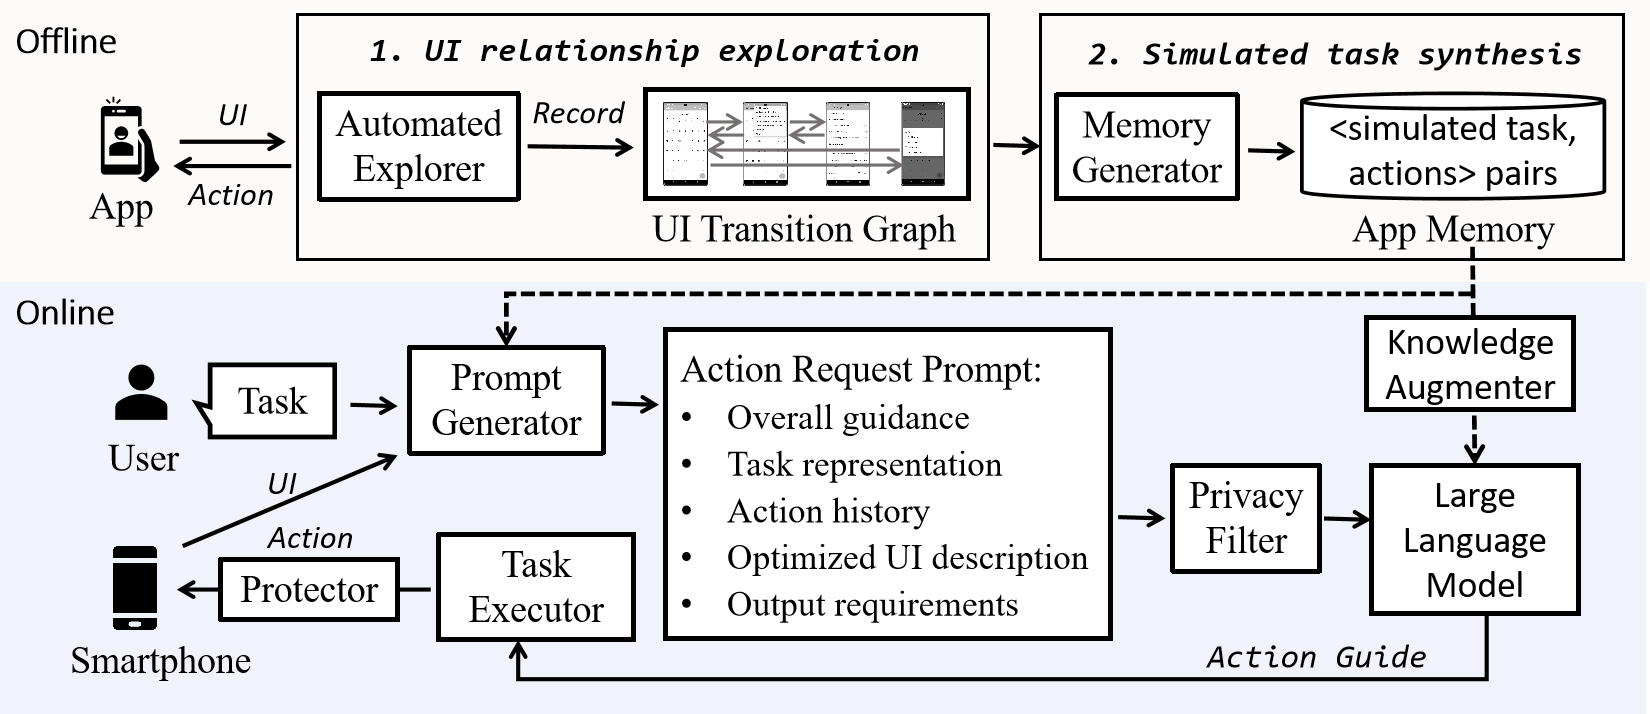 Offline
1. UI relationship exploration
2. Simulated task synthesis
UI
Action
App
Automated
Explorer
Record
UI Transition Graph
Memory
Generator
<simulated task,
actions> pairs
App Memory
Online
Task
User
Prompt
Generator
Action Request Prompt:
• Overall guidance
• Task representation
• Action history
• Optimized UI description
• Output requirements
Knowledge
Augmenter
Privacy
Filter
Large
Language
Model
UI
Action
Protector
Task
Executor
Smartphone
Action Guide